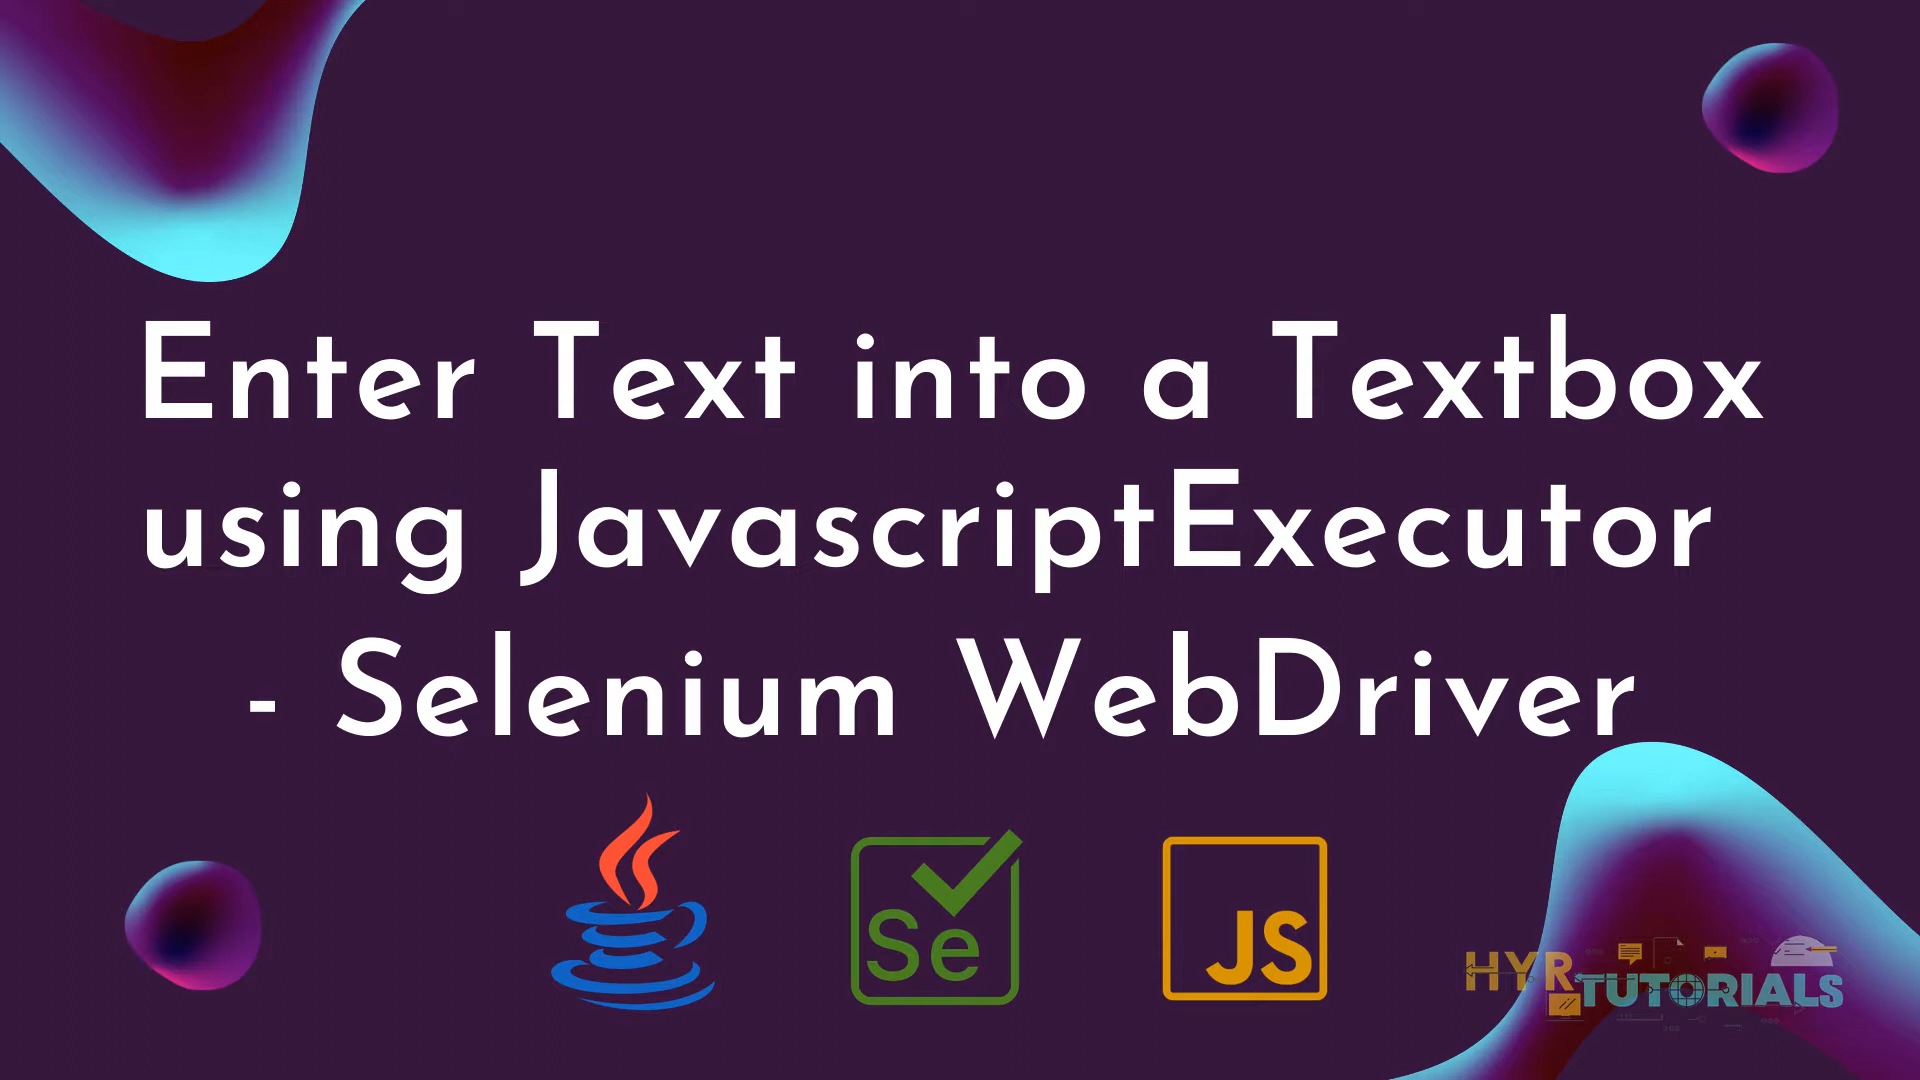 Enter Text into a Textbox
using JavascriptExecutor
- Selenium WebDriver
Se
JS
HYR
TUTORIALS